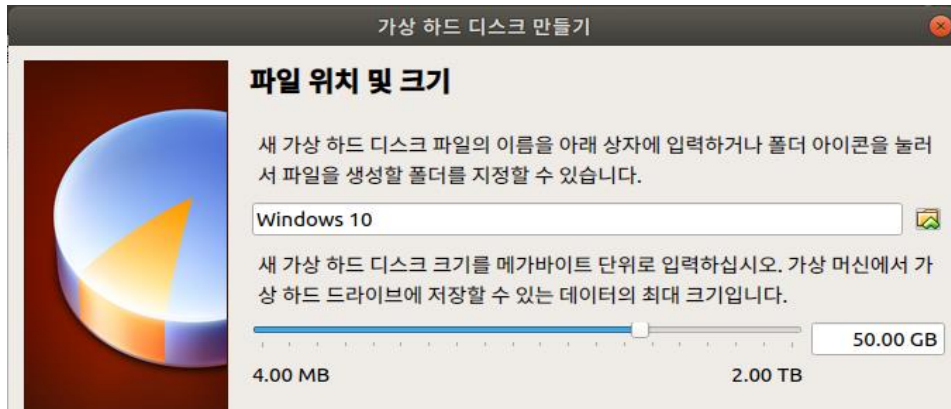 가상 하드 디스크 만들기
파일 위치 및 크기
새 가상 하드 디스크 파일의 이름을 아래 상자에 입력하거나 폴더 아이콘을 눌러
서 파일을 생성할 폴더를 지정할 수 있습니다.
Windows 10
새 가상 하드 디스크 크기를 메가바이트 단위로 입력하십시오. 가상 머신에서 가
상 하드 드라이브에 저장할 수 있는 데이터의 최대 크기입니다.
50.00 GB
4.00 MB 2.00 TB